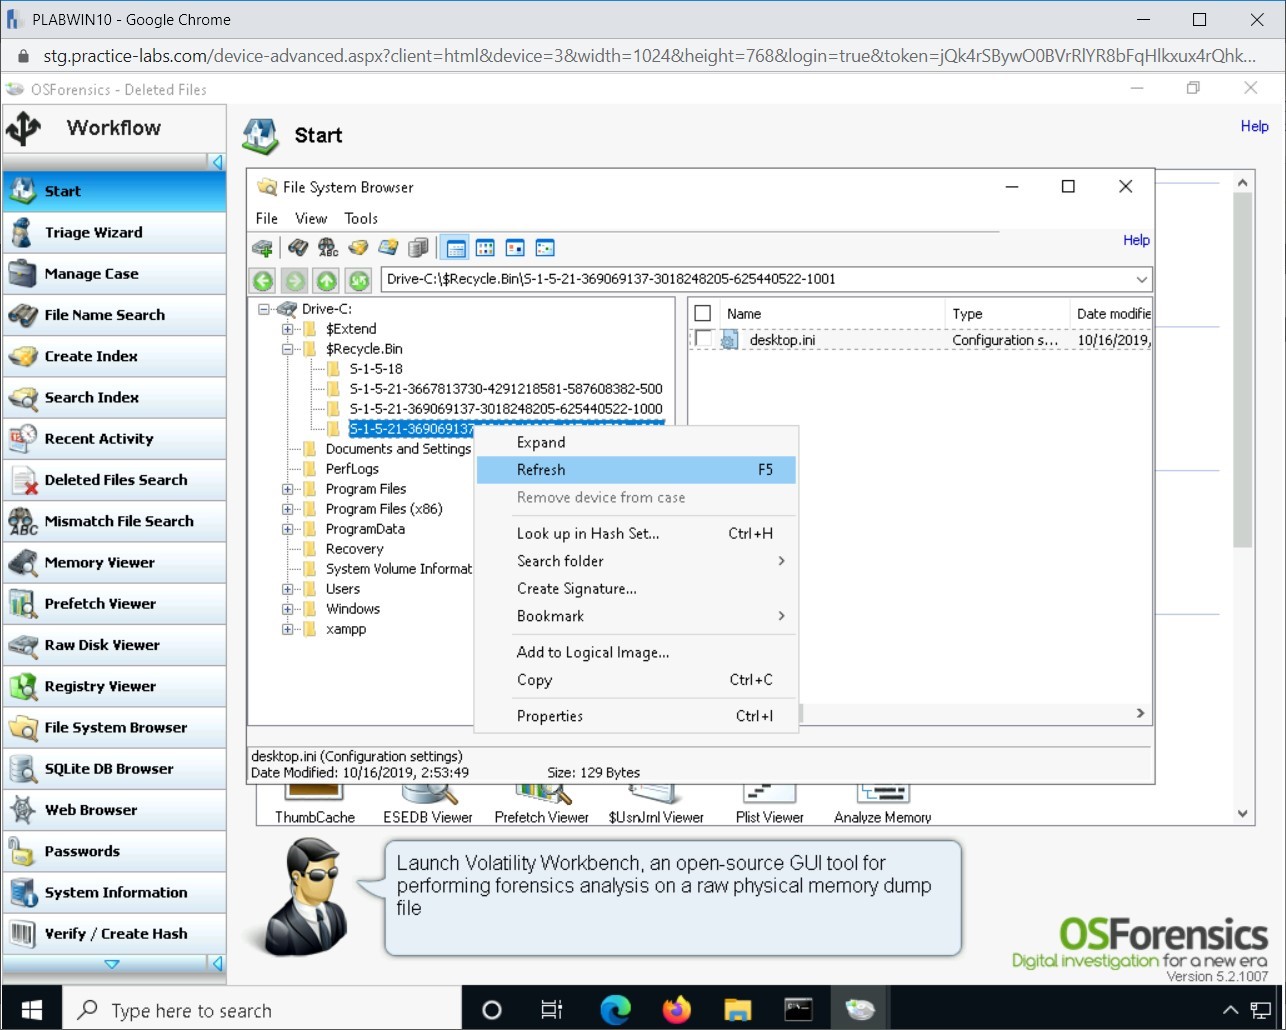 PLABWIN10 - Google Chrome
stg.practice-labs.com/device-advanced.aspx?client=html&device=3&width=1024&height=768&login=true&token=jQk4rSBywO0BVrRlYR8bFqHlkxux4rQhk...
OSForensics - Deleted Files
Workflow
Start
Help
Start
Triage Wizard
Manage Case
File Name Search
Create Index
Search Index
Recent Activity
Deleted Files Search
Mismatch File Search
Memory Viewer
Prefetch Viewer
Raw Disk Viewer
Registry Viewer
File System Browser
SQLite DB Browser
Web Browser
Passwords
System Information
Verify / Create Hash
File System Browser
File View Tools
Help
Drive-C:\$Recycle.Bin\S-1-5-21-369069137-3018248205-625440522-1001
Drive-C:
$Extend
$Recycle.Bin
S-1-5-18
S-1-5-21-3667813730-4291218581-587608382-500
S-1-5-21-369069137-3018248205-625440522-1000
S-1-5-21-369069137
Documents and Settings
PerfLogs
Program Files
Program Files (x86)
ProgramData
Recovery
System Volume Informat
Users
Windows
xampp
Name Type Date modifie
desktop.ini Configuration s... 10/16/2019,
Expand
Refresh F5
Remove device from case
Look up in Hash Set... Ctrl+H
Search folder
Create Signature...
Bookmark
Add to Logical Image...
Copy Ctrl+C
Properties Ctrl+I
desktop.ini (Configuration settings)
Date Modified: 10/16/2019, 2:53:49 Size: 129 Bytes
ThumbCache ESEDB Viewer Prefetch Viewer $UsnJrnl Viewer Plist Viewer Analyze Memory
Launch Volatility Workbench, an open-source GUI tool for
performing forensics analysis on a raw physical memory dump
file
OSForensics
Digital investigation for a new era
Version 5.2.1007
Type here to search